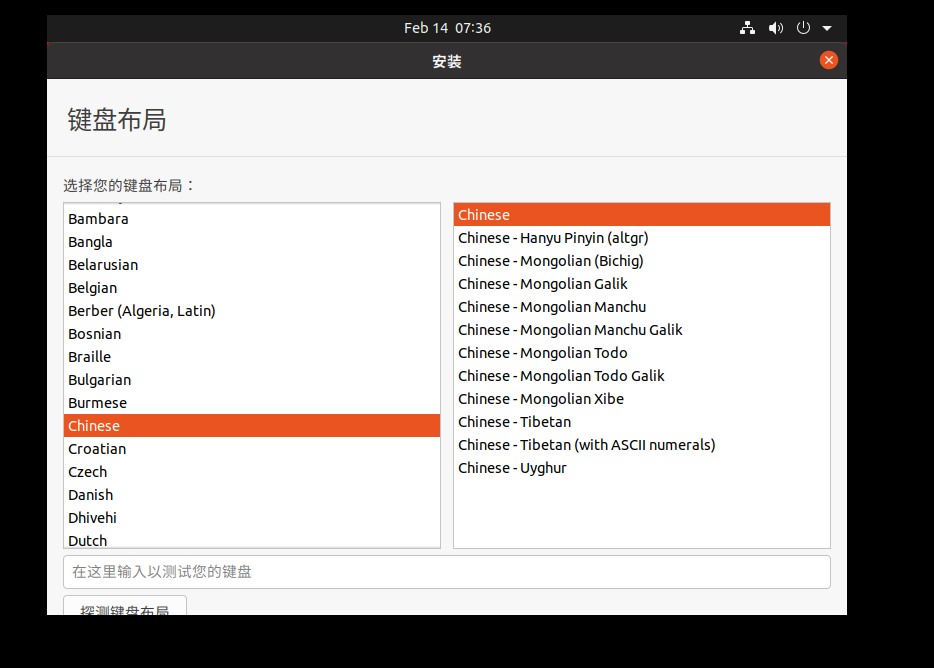 Feb 14 07:36
安装
键盘布局
选择您的键盘布局：
Bambara
Bangla
Belarusian
Belgian
Berber (Algeria, Latin)
Bosnian
Braille
Bulgarian
Burmese
Chinese
Croatian
Czech
Danish
Dhivehi
Dutch
Chinese
Chinese - Hanyu Pinyin (altgr)
Chinese - Mongolian (Bichig)
Chinese - Mongolian Galik
Chinese - Mongolian Manchu
Chinese - Mongolian Manchu Galik
Chinese - Mongolian Todo
Chinese - Mongolian Todo Galik
Chinese - Mongolian Xibe
Chinese - Tibetan
Chinese - Tibetan (with ASCII numerals)
Chinese - Uyghur
在这里输入以测试您的键盘
探测键盘布局